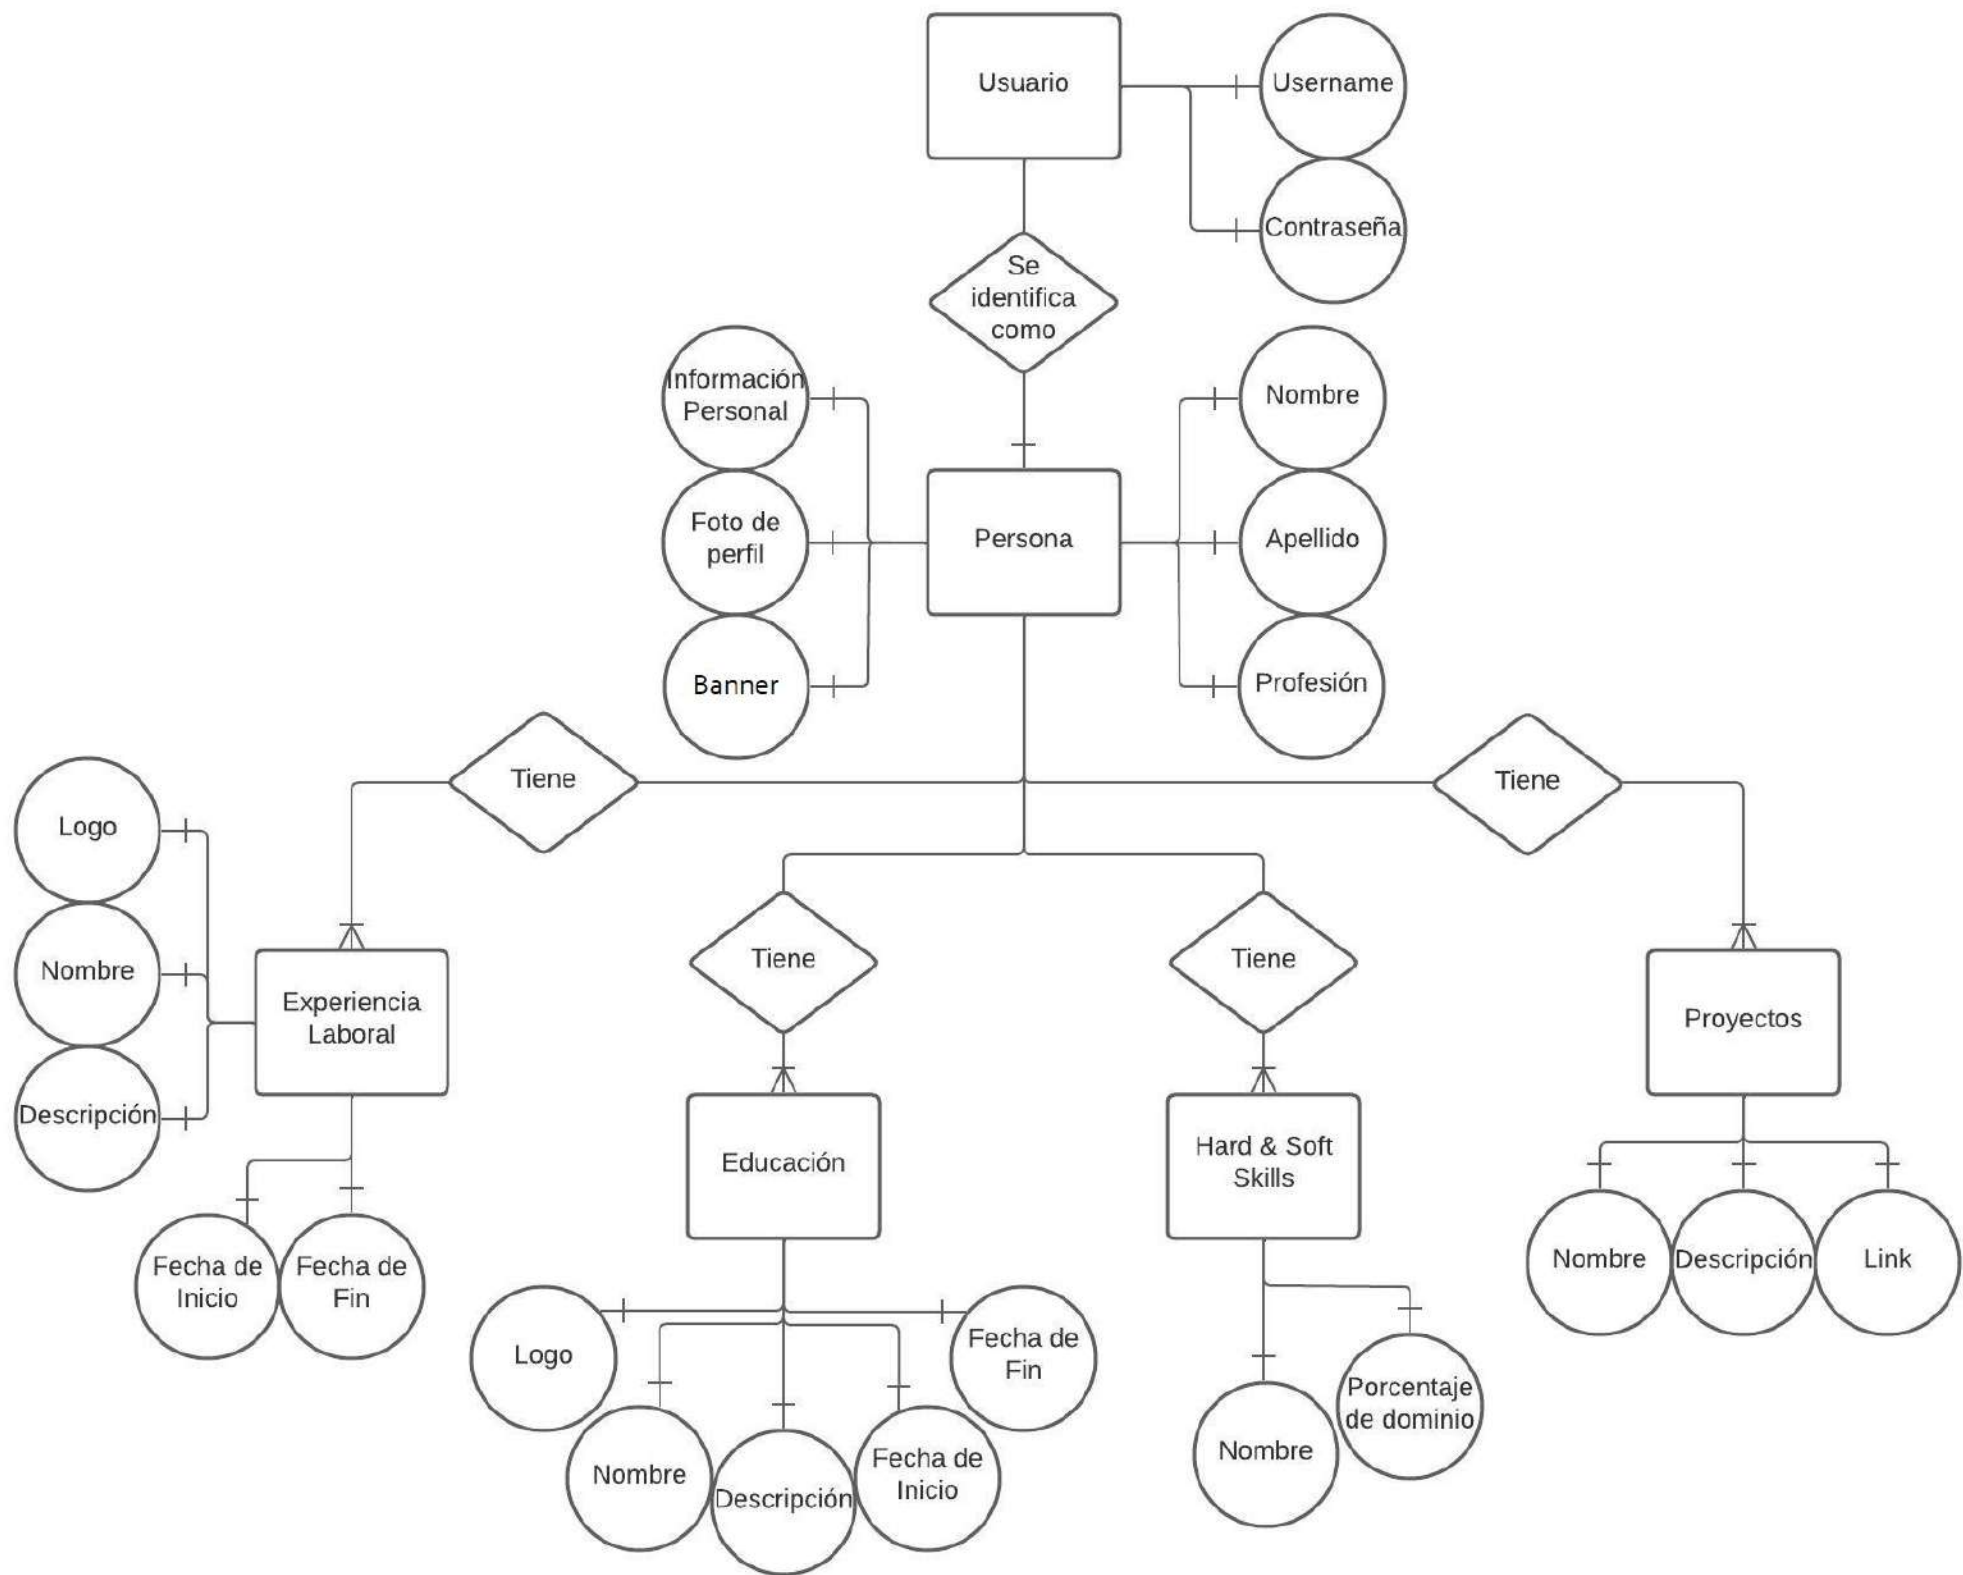 Usuario
Username
Contraseña
Se
identifica
como
Información
Personal
Nombre
Foto de
perfil
Persona
Apellido
Banner
Profesión
Tiene
Tiene
Logo
Nombre
Descripción
Experiencia
Laboral
Tiene
Tiene
Proyectos
Educación
Hard & Soft
Skills
Fecha de
Inicio
Fecha de
Fin
Nombre
Descripción
Link
Logo
Nombre
Descripción
Fecha de
Inicio
Fecha de
Fin
Nombre
Porcentaje
de dominio